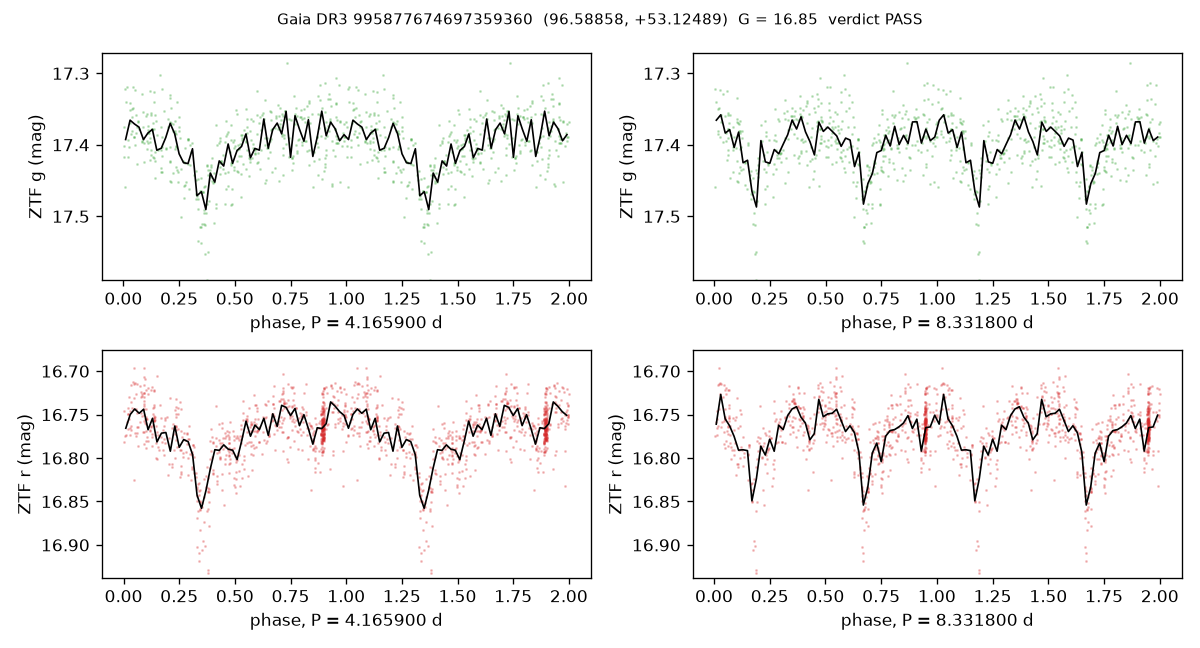 Gaia DR3 995877674697359360 (96.58858, +53.12489) G = 16.85 verdict PASS
17.3
17.4
17.5
ZTF g (mag)
0.00 0.25 0.50 0.75 1.00 1.25 1.50 1.75 2.00
phase, P = 4.165900 d
17.3
17.4
17.5
ZTF g (mag)
0.00 0.25 0.50 0.75 1.00 1.25 1.50 1.75 2.00
phase, P = 8.331800 d
16.70
16.75
16.80
16.85
16.90
ZTF r (mag)
0.00 0.25 0.50 0.75 1.00 1.25 1.50 1.75 2.00
phase, P = 4.165900 d
16.70
16.75
16.80
16.85
16.90
ZTF r (mag)
0.00 0.25 0.50 0.75 1.00 1.25 1.50 1.75 2.00
phase, P = 8.331800 d